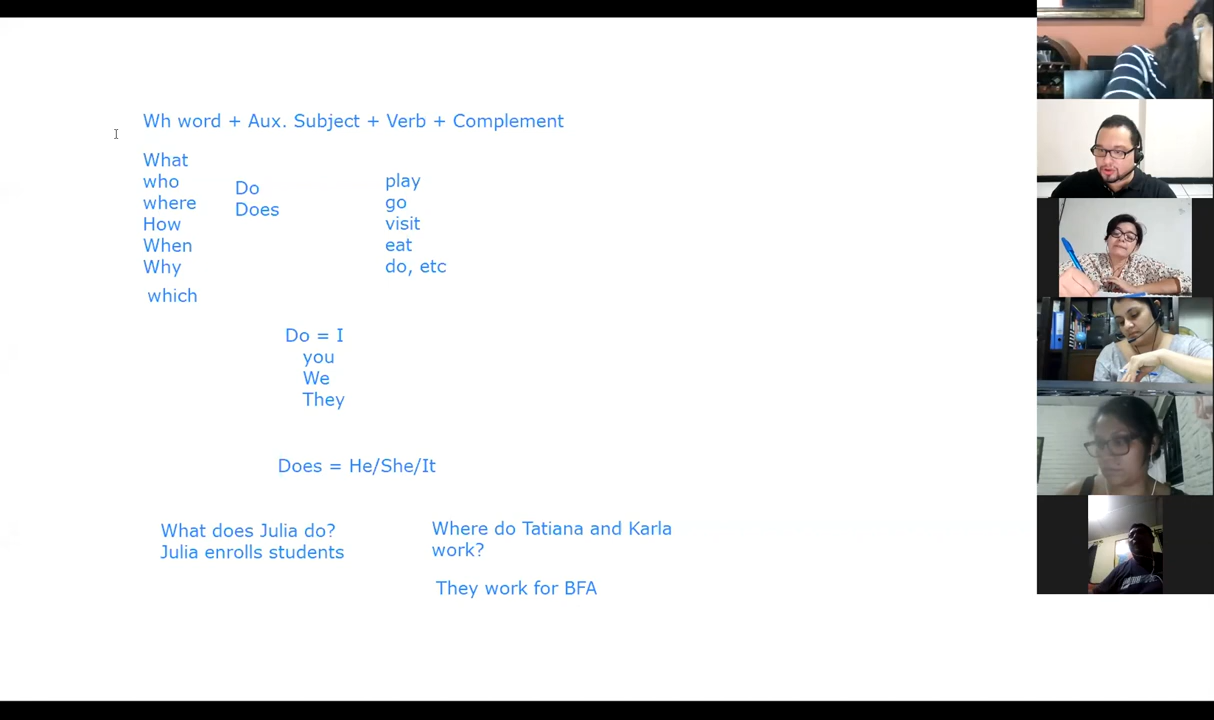 Wh word + Aux. Subject + Verb + Complement
What
who
where
How
When
Why
which
Do
Does
play
go
visit
eat
do, etc
Do = I
you
We
They
Does = He/She/It
What does Julia do?
Julia enrolls students
Where do Tatiana and Karla
work?
They work for BFA